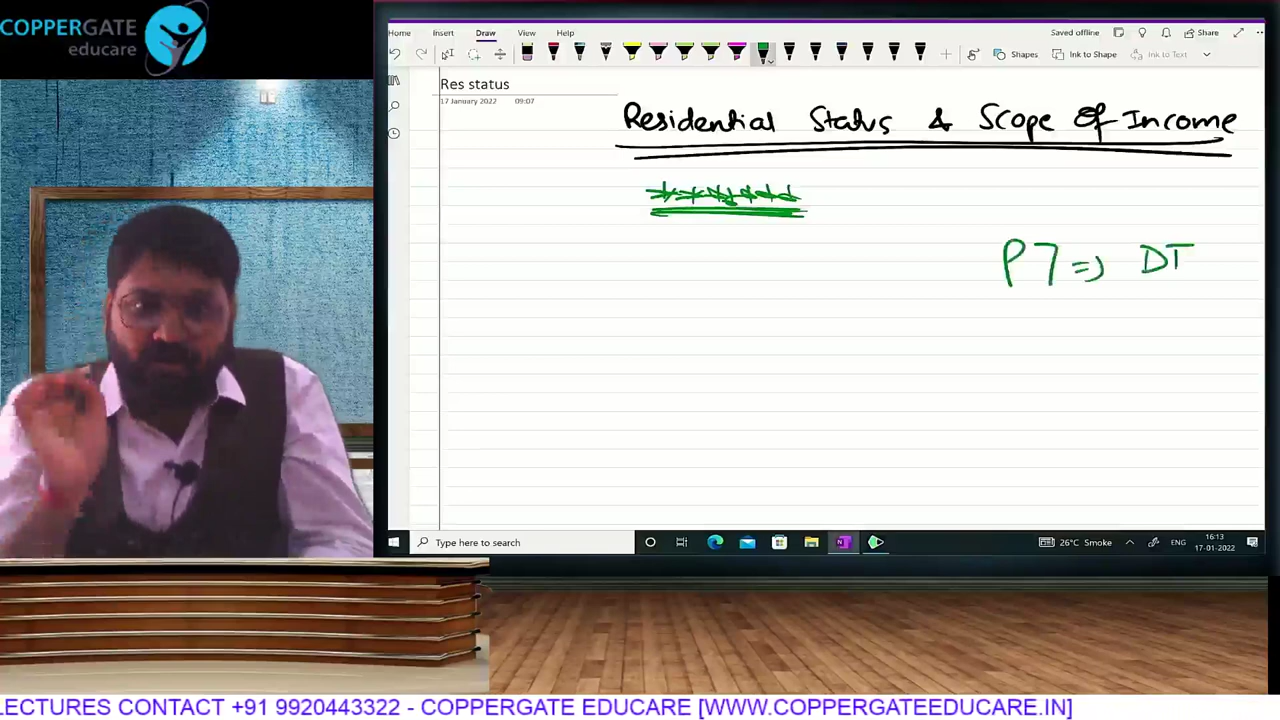 COPPERGATE
educare
Home Insert Draw View Help
Saved offline
Share
Shapes
Ink to Shape
Ink to Text
Res status
17 January 2022 09:07
Residential Status & Scope Of Income
P7 => DT
Type here to search
26°C Smoke
ENG
16:13
17-01-2022
LECTURES CONTACT +91 9920443322 - COPPERGATE EDUCARE [WWW.COPPERGATEEDUCARE.IN]